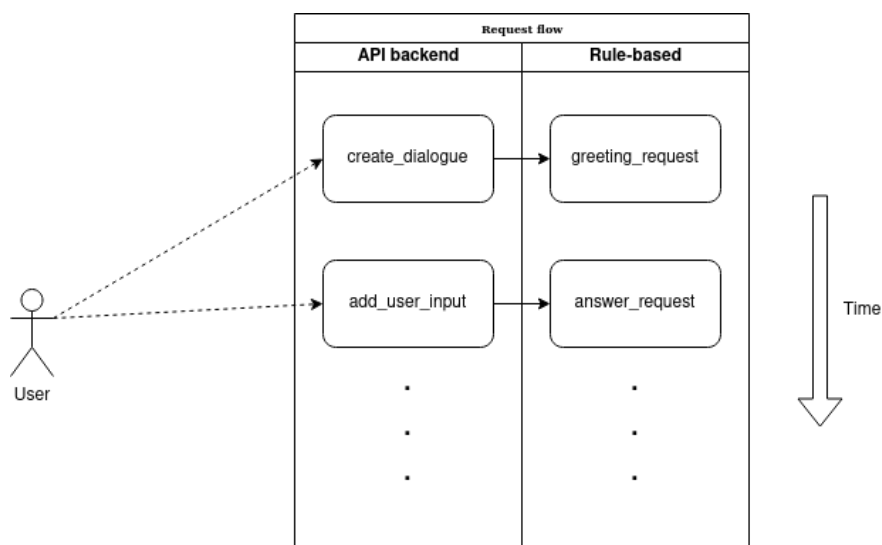 Request flow
API backend
Rule-based
create_dialogue
greeting_request
add_user_input
answer_request
Time
User